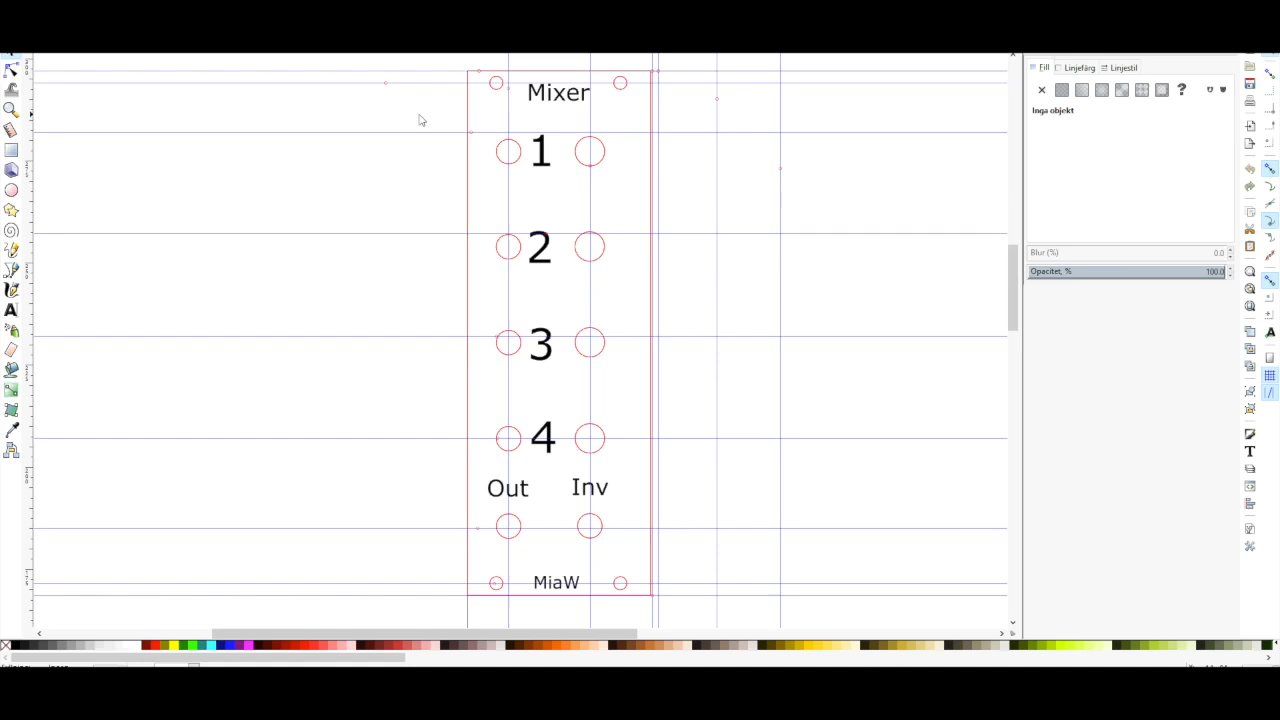 Mixer
1
2
3
4
Out Inv
MiaW
Fill Linjefärg Linjestil
Inga objekt
Blur (%) 0.0
Opacitet, % 100.0